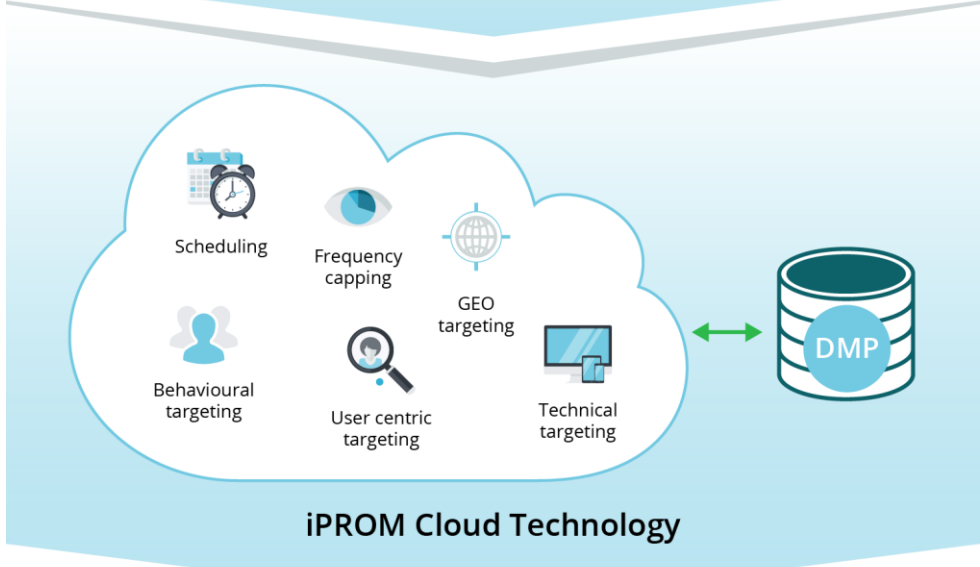 Scheduling
Frequency
capping
GEO
targeting
Behavioural
targeting
User centric
targeting
Technical
targeting
DMP
iPROM Cloud Technology